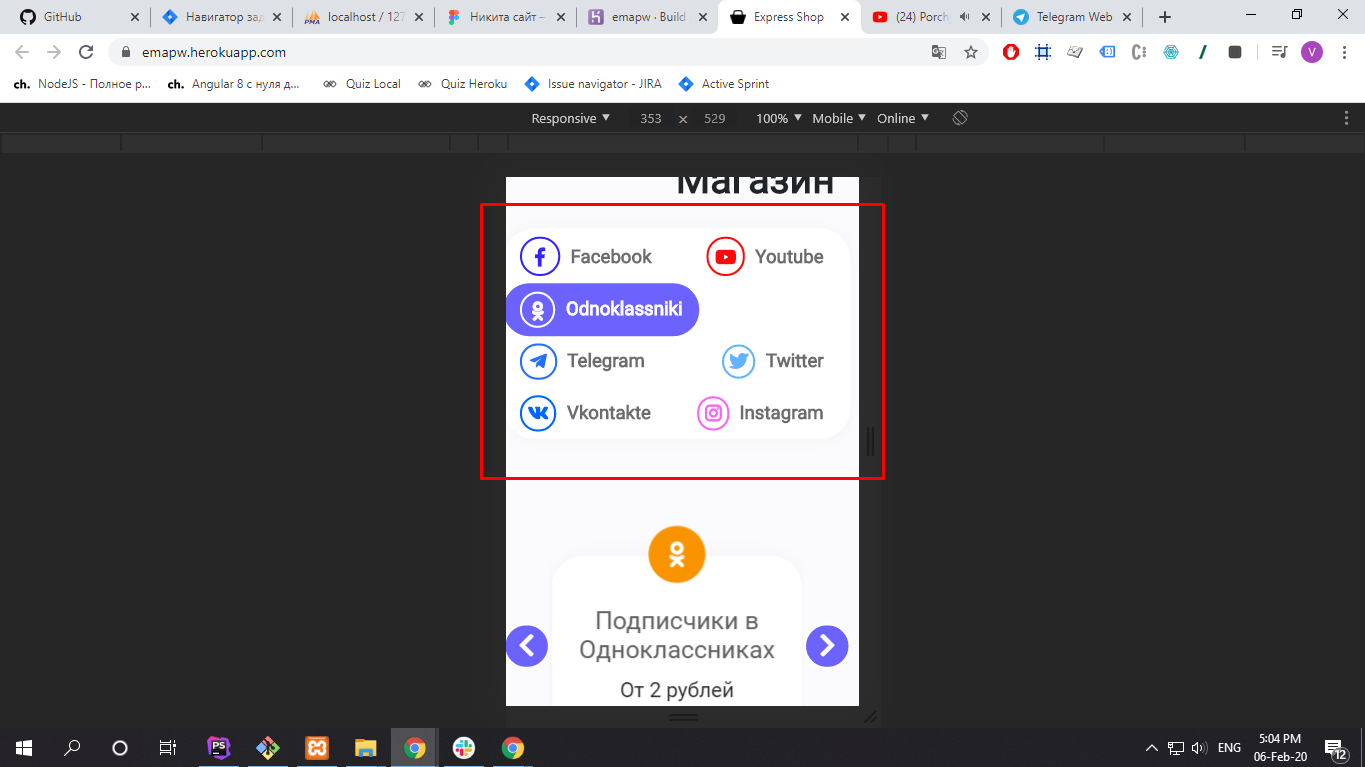 GitHub
Навигатор зад
localhost / 127
Никита сайт –
emapw · Build
Express Shop
(24) Porch
Telegram Web
emapw.herokuapp.com
V
ch. NodeJS - Полное р...
ch. Angular 8 с нуля д...
Quiz Local
Quiz Heroku
Issue navigator - JIRA
Active Sprint
Responsive ▼ 353 × 529 100% ▼ Mobile ▼ Online ▼
Магазин
Facebook
Youtube
Odnoklassniki
Telegram
Twitter
Vkontakte
Instagram
Подписчики в
Одноклассниках
От 2 рублей
PS
ENG
5:04 PM
06-Feb-20
12